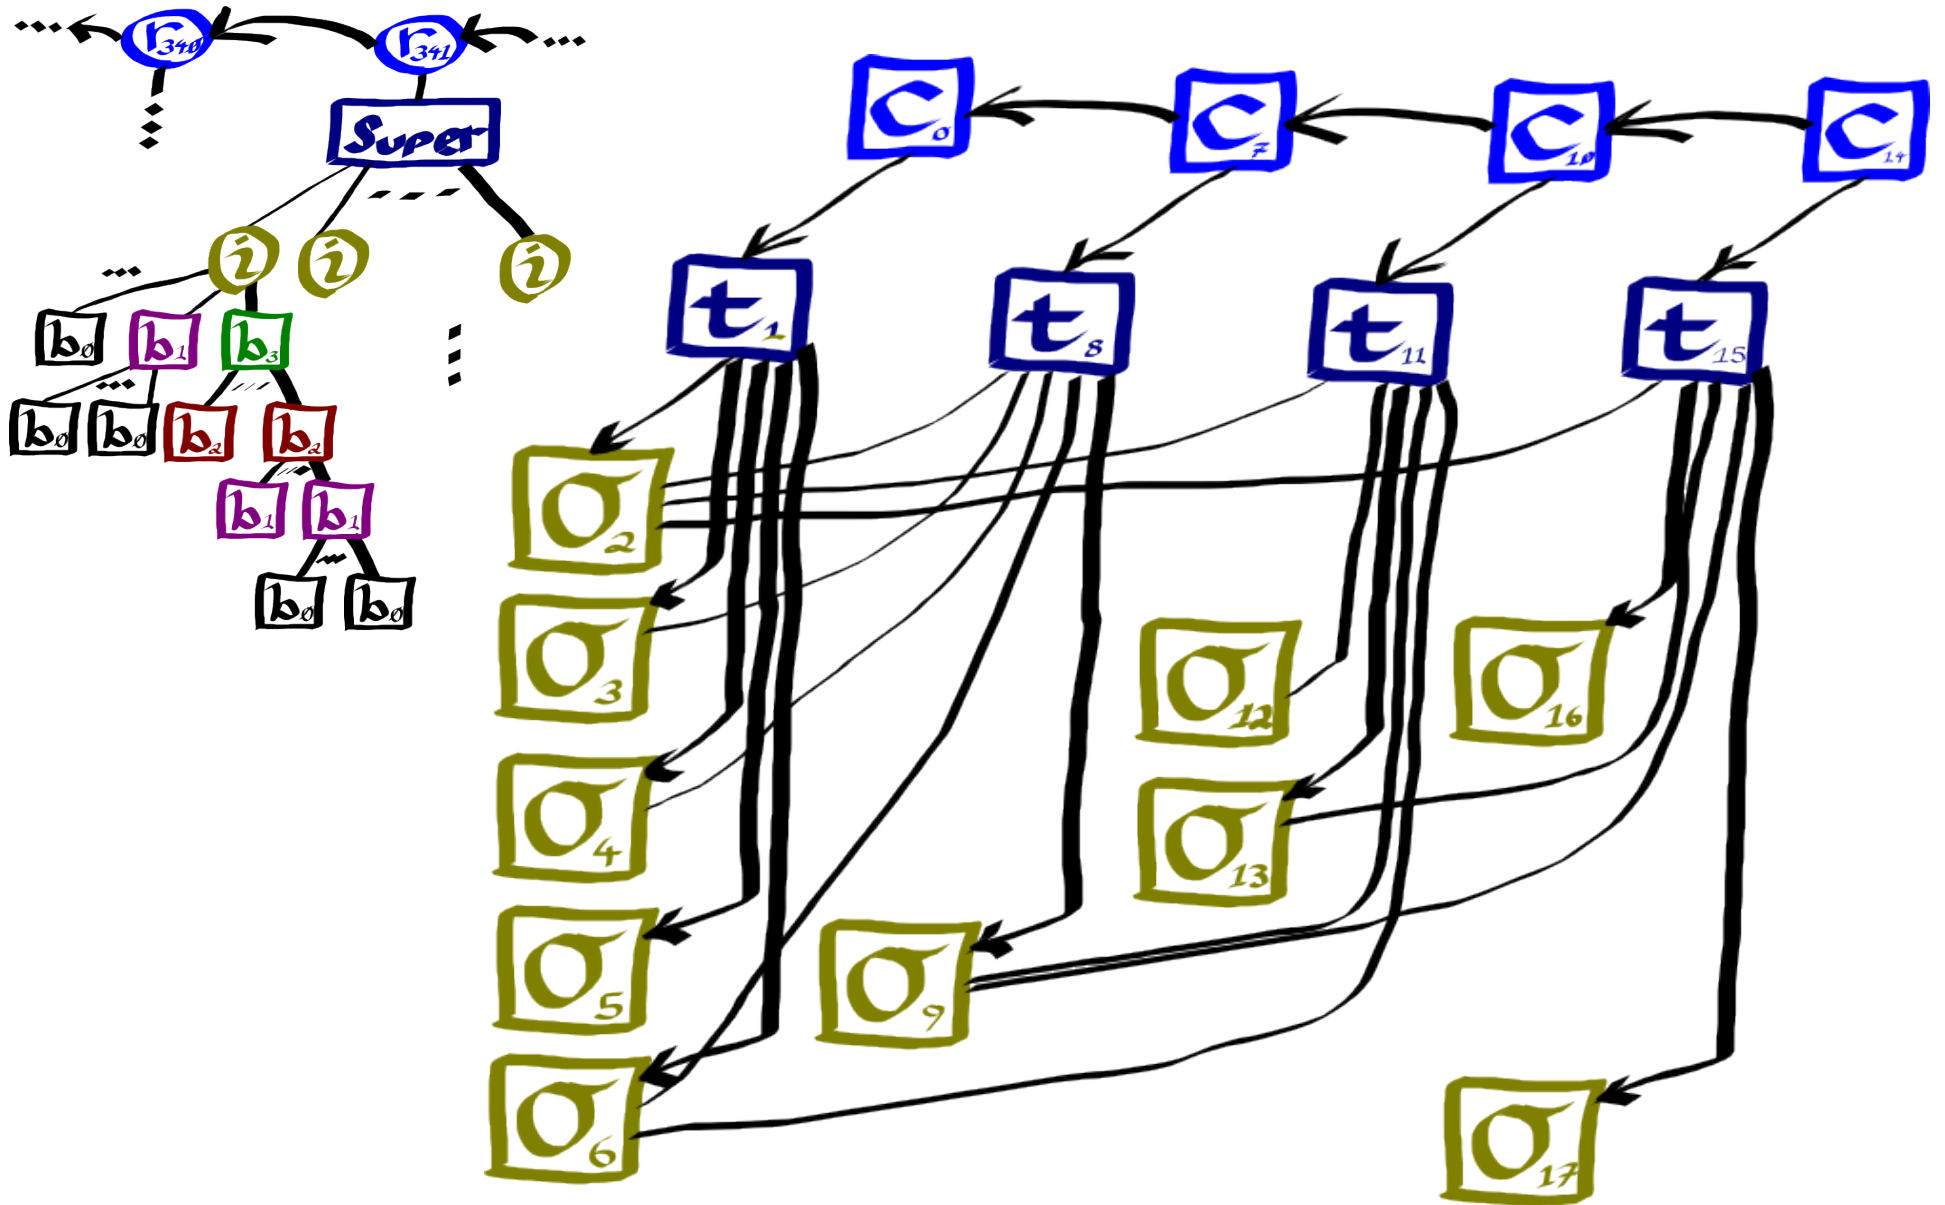 ... r340 r341 ...
Super
c0 c7 c10 c14
i i i
...
b0 b1 b3
t1 t8 t11 t15
...
b0 b0 b2 b2
b1 b1
b0 b0
σ2
σ3 σ12 σ16
σ4 σ13
σ5 σ9
σ6 σ17